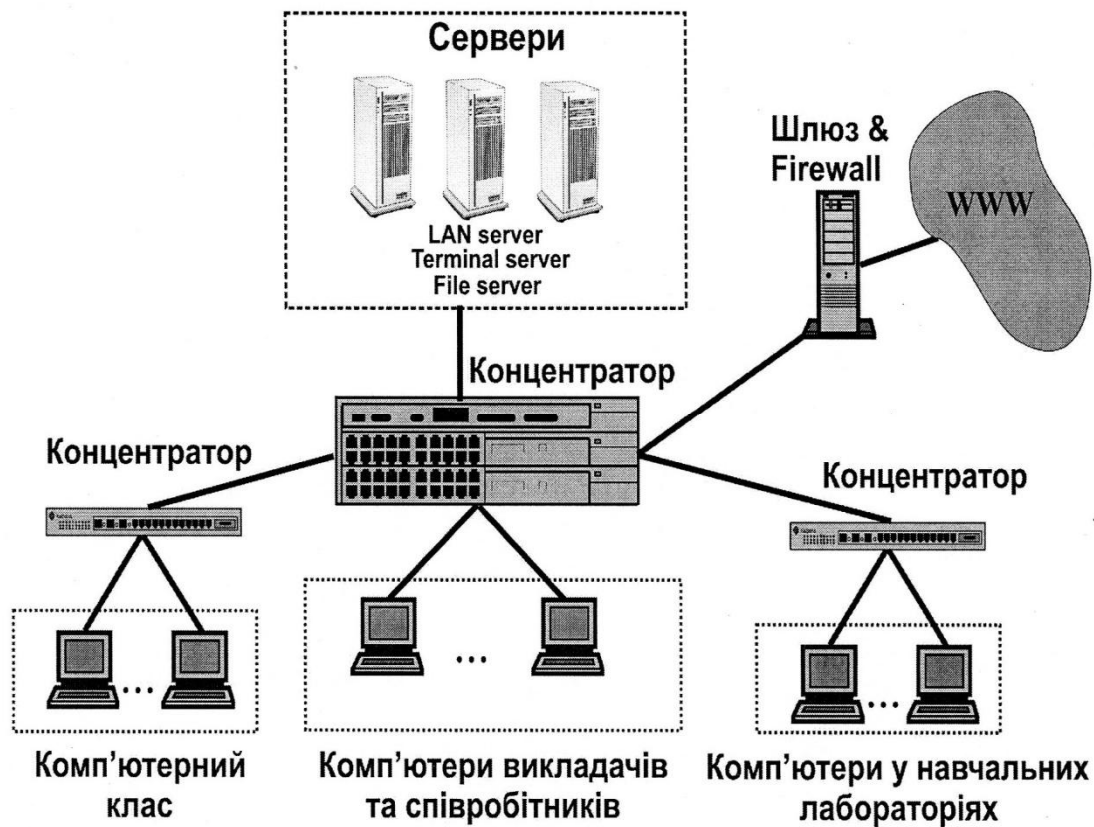 Сервери
LAN server
Terminal server
File server
Шлюз &
Firewall
WWW
Концентратор
Концентратор
Концентратор
...
...
...
Комп’ютерний
клас
Комп’ютери викладачів
та співробітників
Комп’ютери у навчальних
лабораторіях